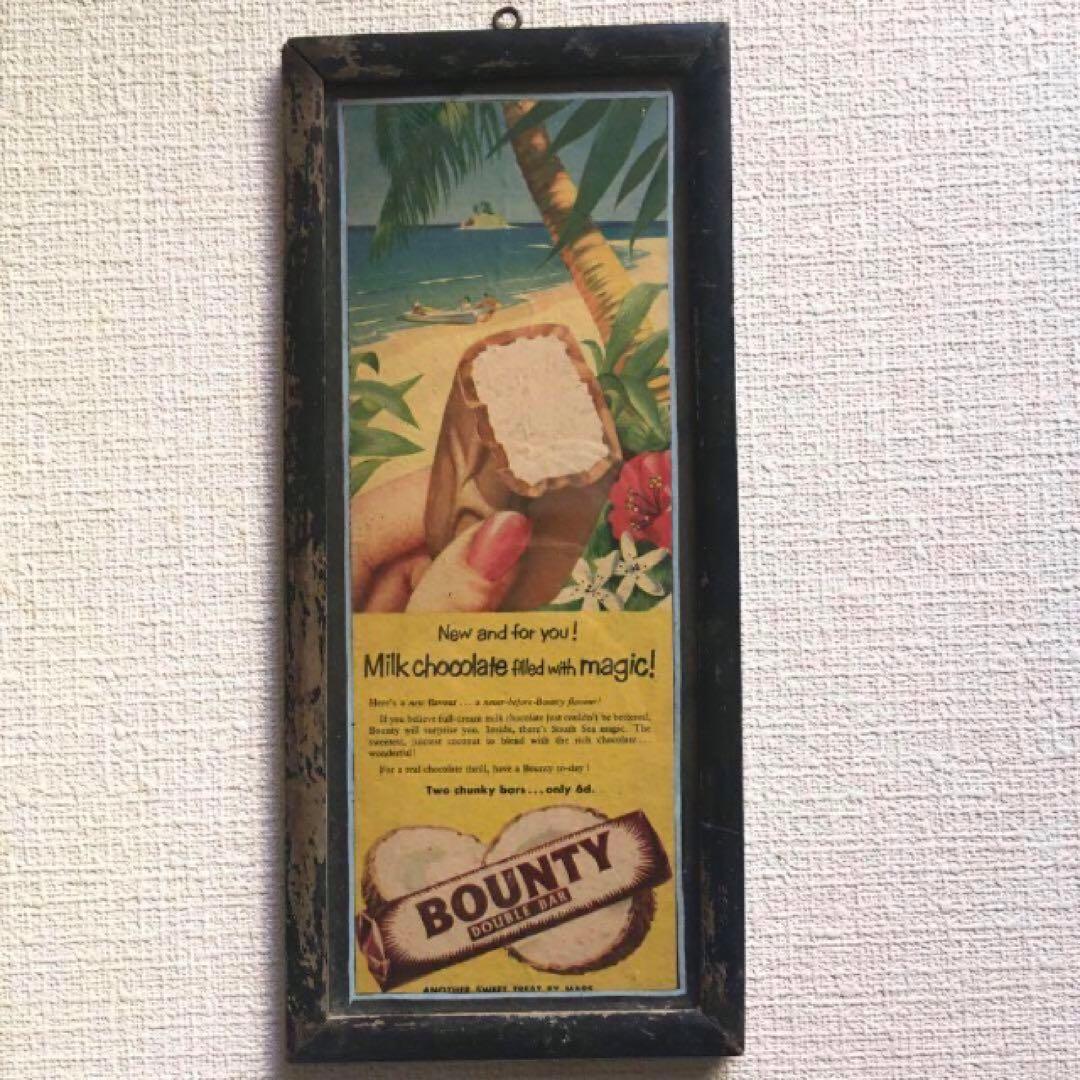 New and for you!
Milk chocolate filled with magic!
Here's a new flavour ... a never-before-Bounty flavour!
If you believe full-cream milk chocolate just couldn't be bettered,
Bounty will surprise you. Inside, there's South Sea magic. The
sweetest, juiciest coconut to blend with the rich chocolate...
wonderful!
For a real chocolate thrill, have a Bounty to-day!
Two chunky bars...only 6d.
BOUNTY
DOUBLE BAR
ANOTHER SWEET TREAT BY MARS